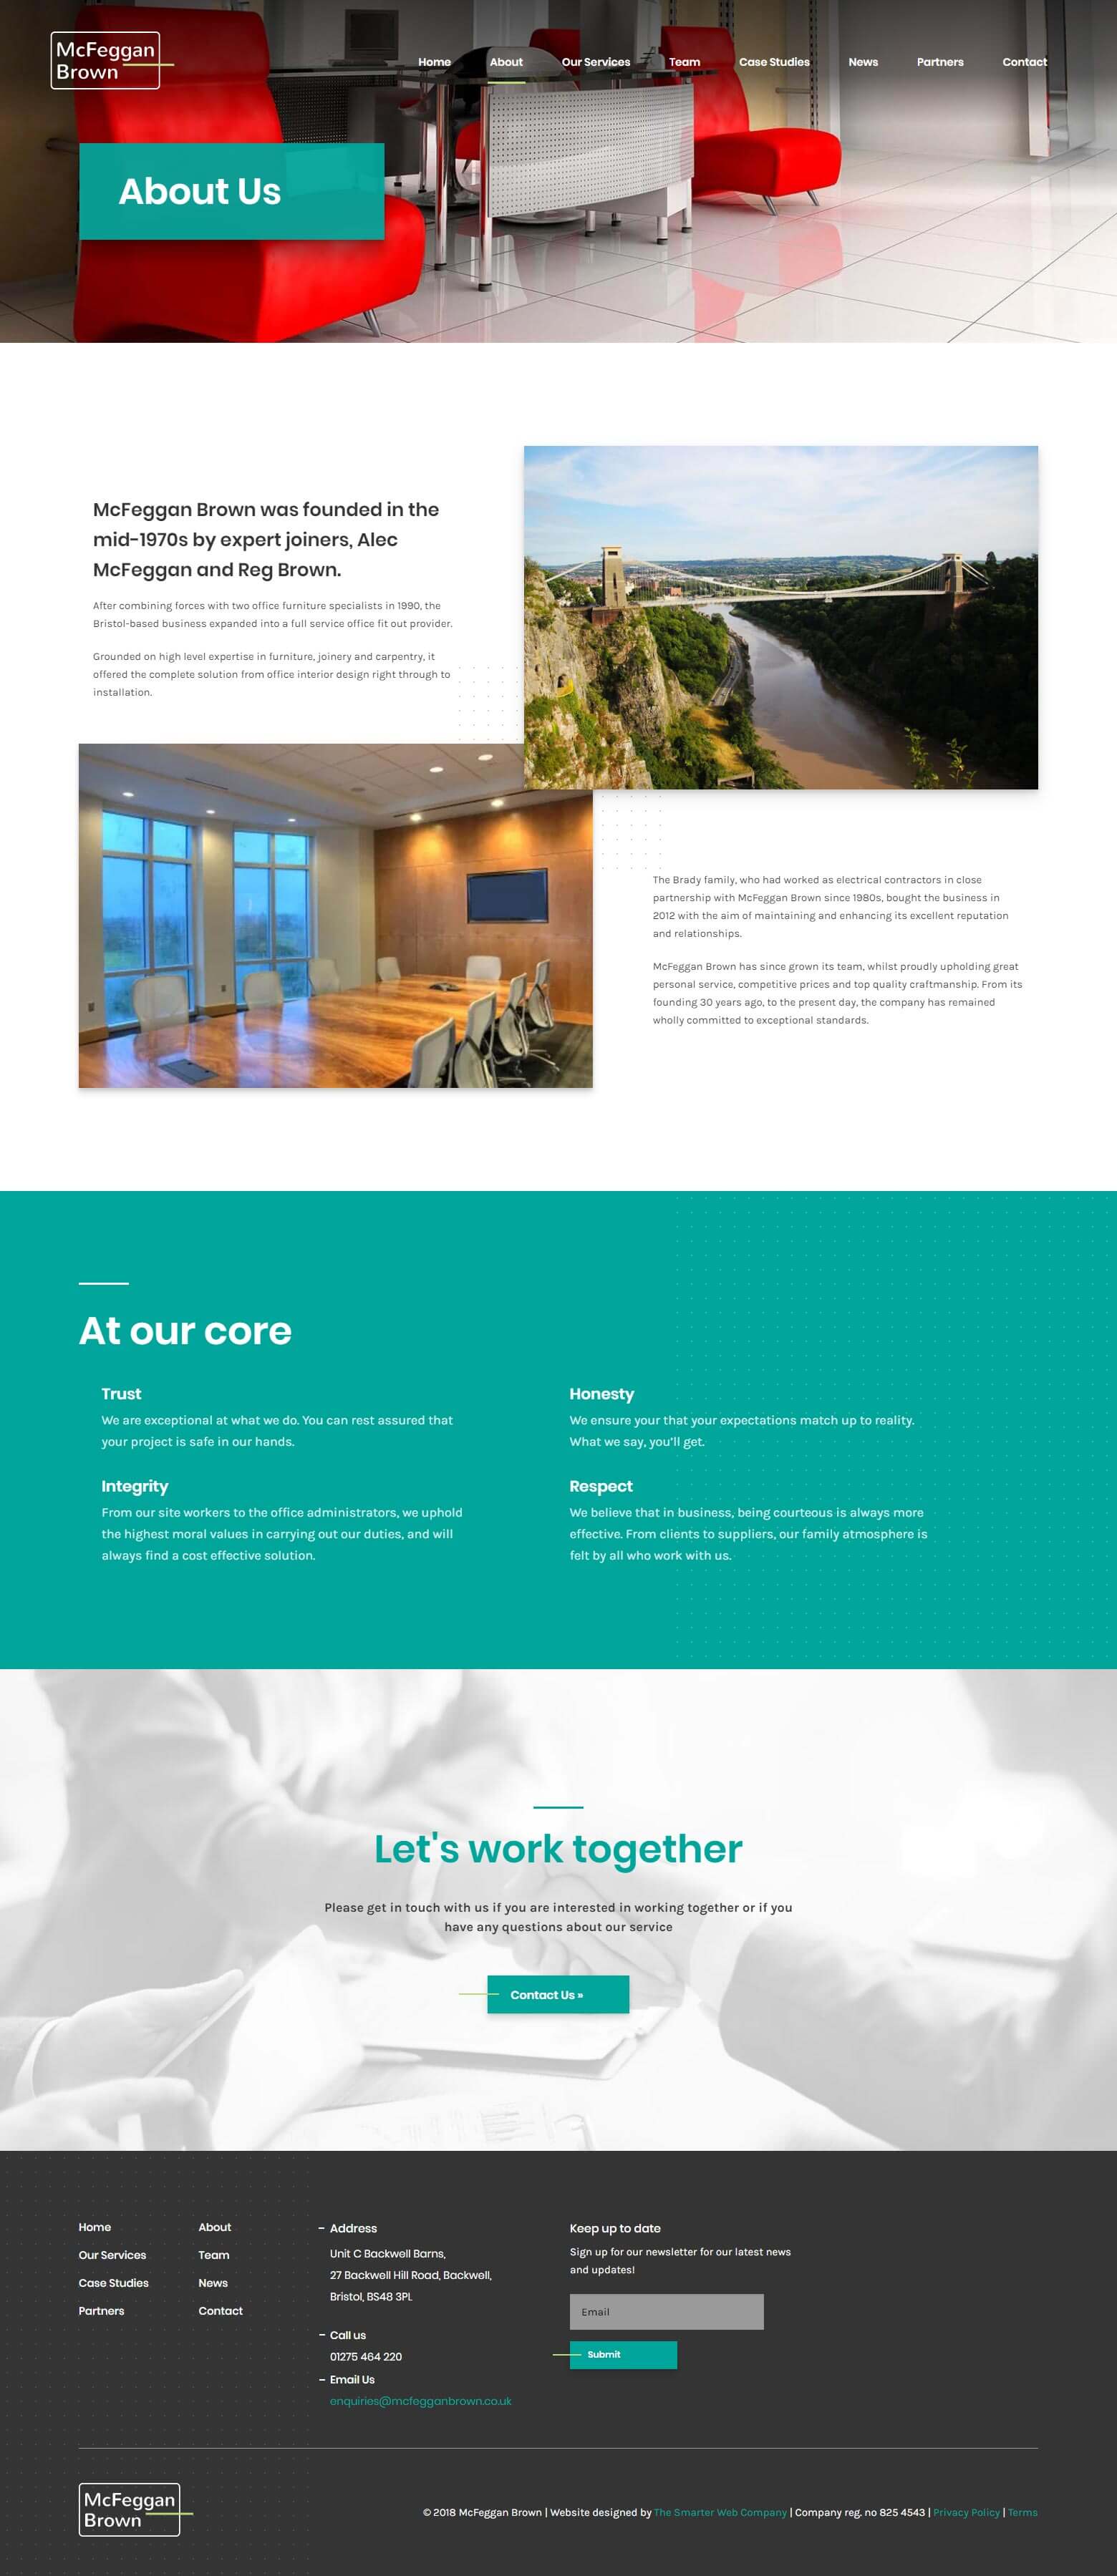 McFeggan
Brown
Home About Our Services Team Case Studies News Partners Contact
About Us
McFeggan Brown was founded in the
mid-1970s by expert joiners, Alec
McFeggan and Reg Brown.
After combining forces with two office furniture specialists in 1990, the
Bristol-based business expanded into a full service office fit out provider.
Grounded on high level expertise in furniture, joinery and carpentry, it
offered the complete solution from office interior design right through to
installation.
The Brady family, who had worked as electrical contractors in close
partnership with McFeggan Brown since 1980s, bought the business in
2012 with the aim of maintaining and enhancing its excellent reputation
and relationships.
McFeggan Brown has since grown its team, whilst proudly upholding great
personal service, competitive prices and top quality craftmanship. From its
founding 30 years ago, to the present day, the company has remained
wholly committed to exceptional standards.
At our core
Trust
We are exceptional at what we do. You can rest assured that
your project is safe in our hands.
Honesty
We ensure your that your expectations match up to reality.
What we say, you'll get.
Integrity
From our site workers to the office administrators, we uphold
the highest moral values in carrying out our duties, and will
always find a cost effective solution.
Respect
We believe that in business, being courteous is always more
effective. From clients to suppliers, our family atmosphere is
felt by all who work with us.
Let's work together
Please get in touch with us if you are interested in working together or if you
have any questions about our service
Contact Us »
Home
Our Services
Case Studies
Partners
About
Team
News
Contact
– Address
Unit C Backwell Barns,
27 Backwell Hill Road, Backwell,
Bristol, BS48 3PL
– Call us
01275 464 220
– Email Us
enquiries@mcfegganbrown.co.uk
Keep up to date
Sign up for our newsletter for our latest news
and updates!
Email
Submit
McFeggan
Brown
© 2018 McFeggan Brown | Website designed by The Smarter Web Company | Company reg. no 825 4543 | Privacy Policy | Terms